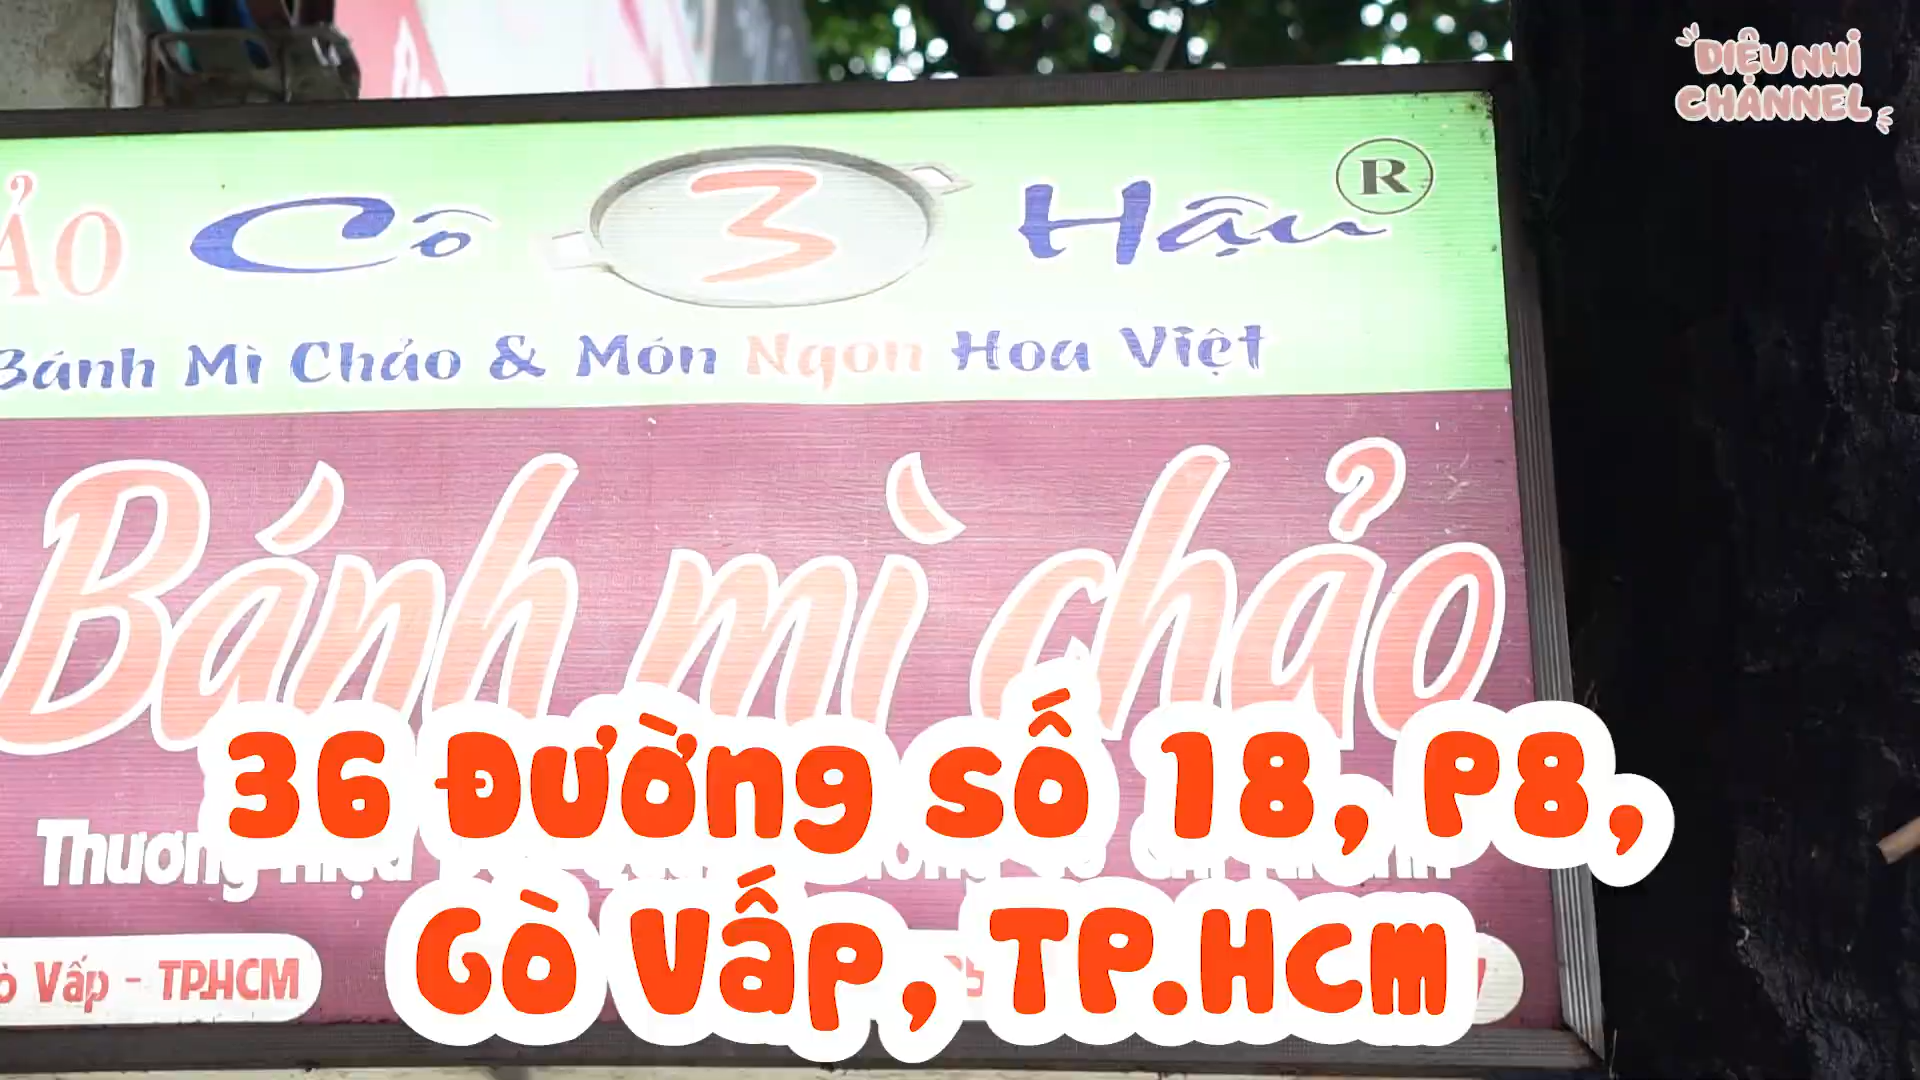 DIỆU NHI
CHANNEL
ẢO Cô 3 Hậu ®
Bánh Mì Chảo & Món Ngon Hoa Việt
Bánh mì chảo
36 Đường số 18, P8,
Thương Hiệu
Gò Vấp, TP.Hcm
ò Vấp - TP.HCM